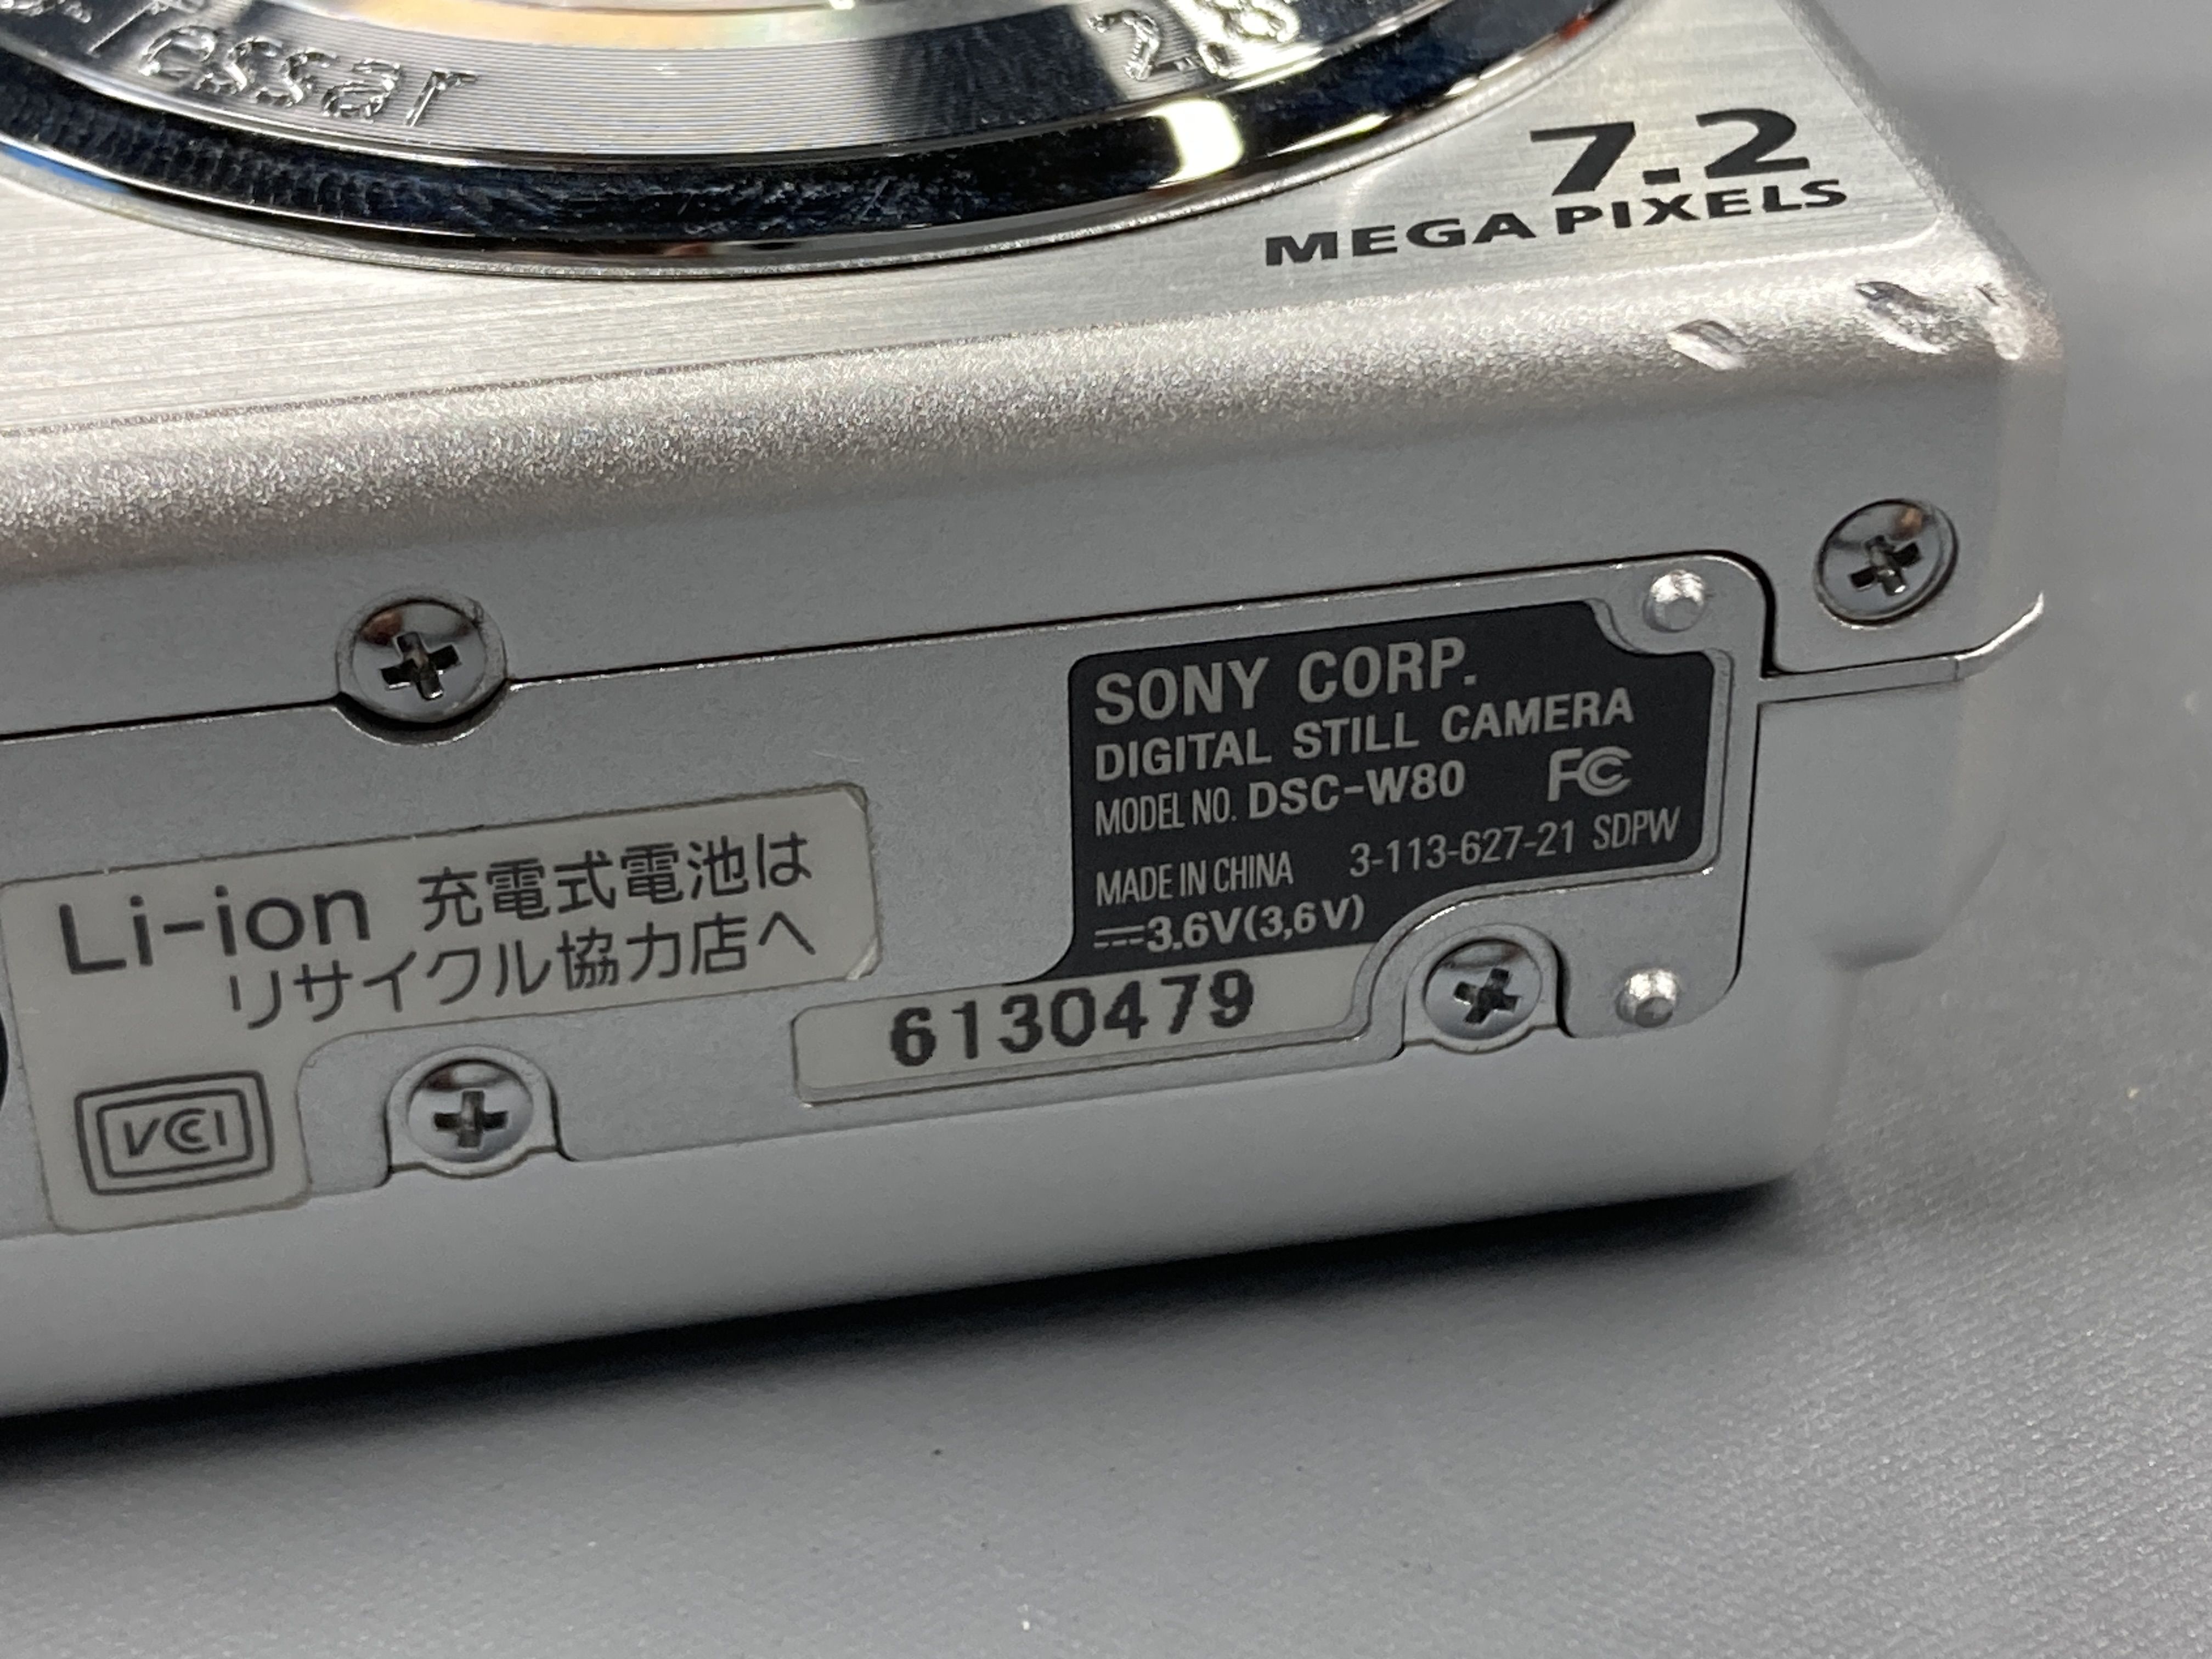 Tessar
2.8
7.2
MEGA PIXELS
SONY CORP.
DIGITAL STILL CAMERA
MODEL NO. DSC-W80 FC
MADE IN CHINA 3-113-627-21 SDPW
⎓3.6V(3,6V)
6130479
Li-ion 充電式電池は
リサイクル協力店へ
VCCI